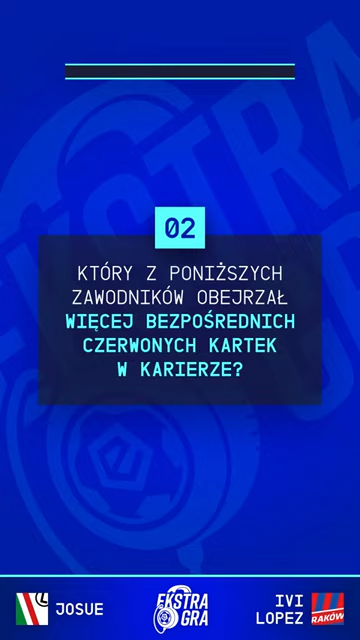 02
KTÓRY Z PONIŻSZYCH
ZAWODNIKÓW OBEJRZAŁ
WIĘCEJ BEZPOŚREDNICH
CZERWONYCH KARTEK
W KARIERZE?
L
JOSUE
EKSTRA
GRA
IVI
LOPEZ
RAKÓW